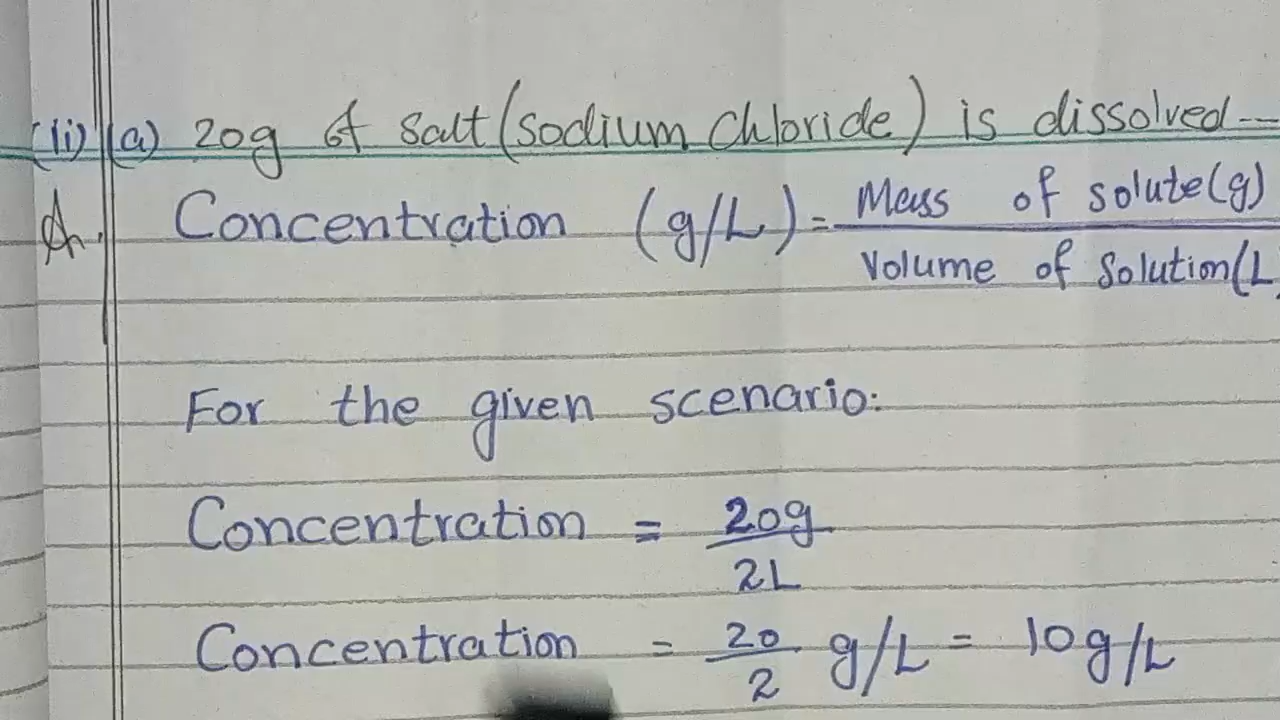 (ii) (a) 20g of salt (sodium chloride) is dissolved --
A. Concentration (g/L) = Mass of solute(g)
Volume of solution(L
For the given scenario:
Concentration = 20g
2L
Concentration = 20/2 g/L = 10g/L